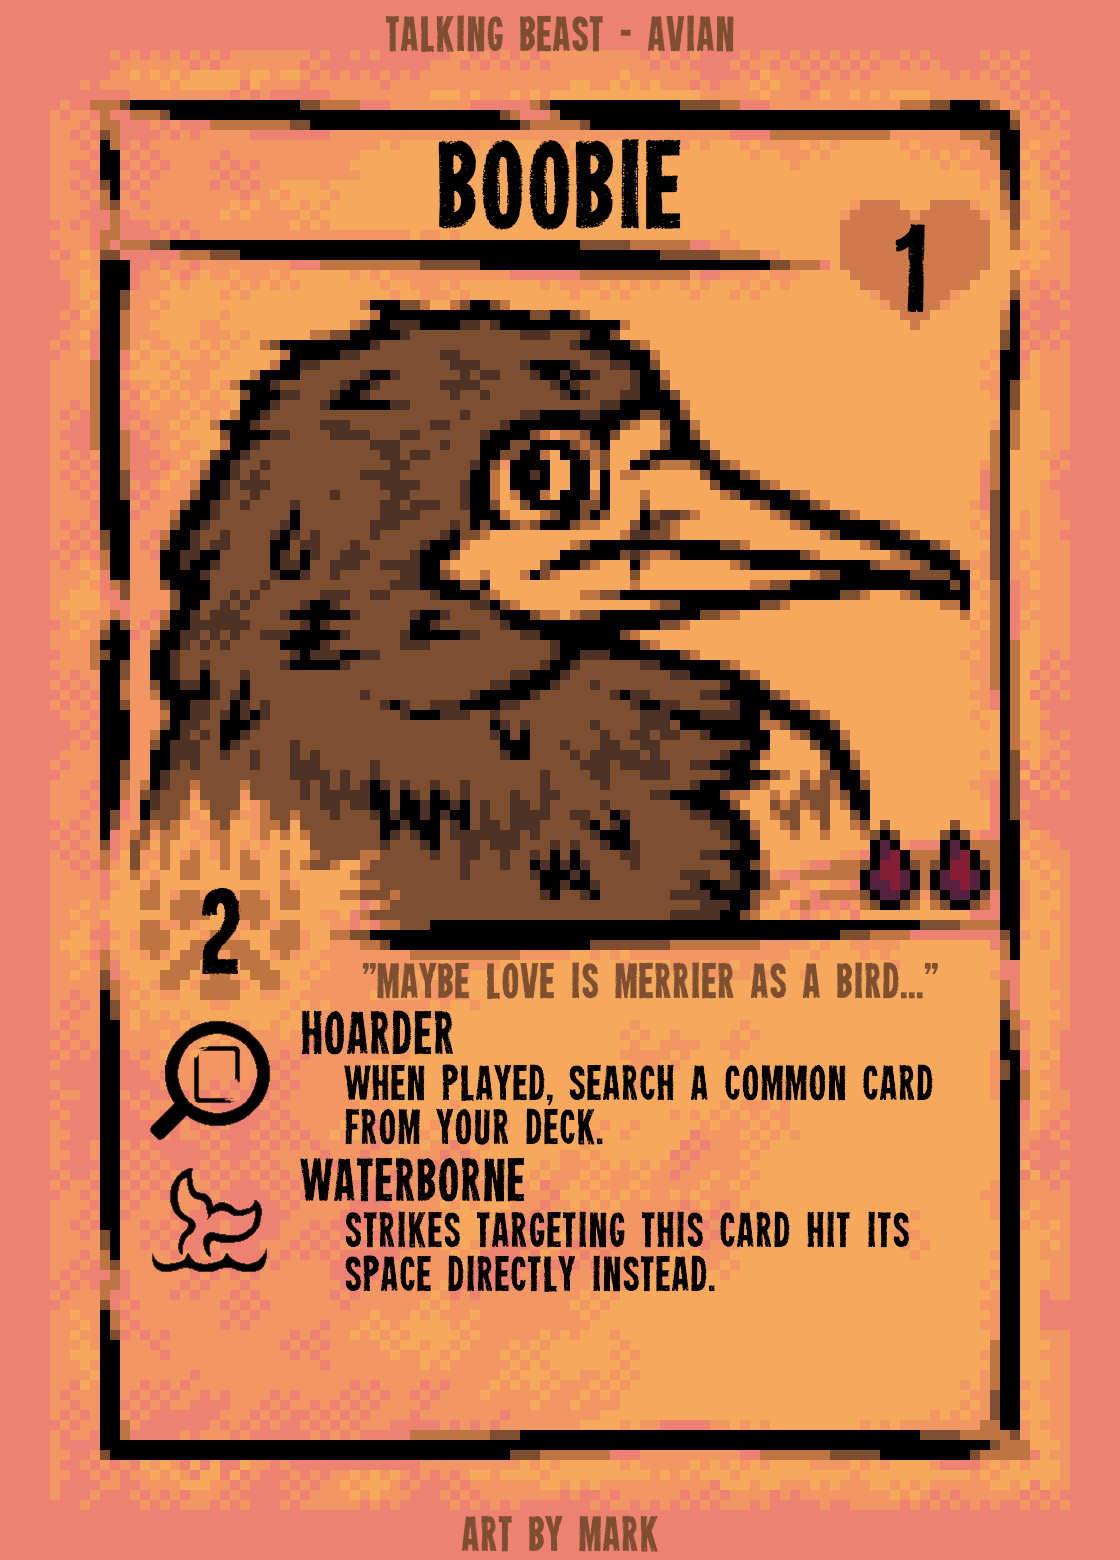 TALKING BEAST - AVIAN
BOOBIE
1
2
"MAYBE LOVE IS MERRIER AS A BIRD..."
HOARDER
WHEN PLAYED, SEARCH A COMMON CARD
FROM YOUR DECK.
WATERBORNE
STRIKES TARGETING THIS CARD HIT ITS
SPACE DIRECTLY INSTEAD.
ART BY MARK